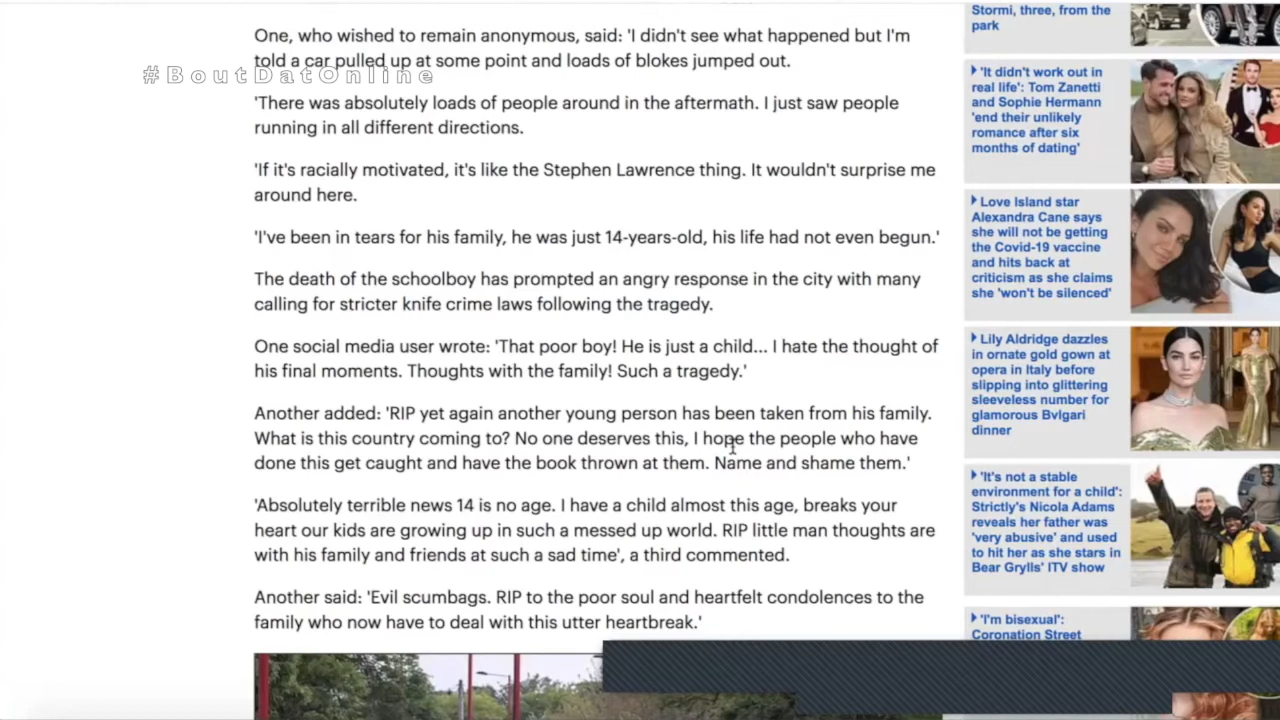 One, who wished to remain anonymous, said: 'I didn't see what happened but I'm
told a car pulled up at some point and loads of blokes jumped out.
#BoutDatOnline
'There was absolutely loads of people around in the aftermath. I just saw people
running in all different directions.
'If it's racially motivated, it's like the Stephen Lawrence thing. It wouldn't surprise me
around here.
'I've been in tears for his family, he was just 14-years-old, his life had not even begun.'
The death of the schoolboy has prompted an angry response in the city with many
calling for stricter knife crime laws following the tragedy.
One social media user wrote: 'That poor boy! He is just a child... I hate the thought of
his final moments. Thoughts with the family! Such a tragedy.'
Another added: 'RIP yet again another young person has been taken from his family.
What is this country coming to? No one deserves this, I hope the people who have
done this get caught and have the book thrown at them. Name and shame them.'
'Absolutely terrible news 14 is no age. I have a child almost this age, breaks your
heart our kids are growing up in such a messed up world. RIP little man thoughts are
with his family and friends at such a sad time', a third commented.
Another said: 'Evil scumbags. RIP to the poor soul and heartfelt condolences to the
family who now have to deal with this utter heartbreak.'
Stormi, three, from the
park
'It didn't work out in
real life': Tom Zanetti
and Sophie Hermann
'end their unlikely
romance after six
months of dating'
Love Island star
Alexandra Cane says
she will not be getting
the Covid-19 vaccine
and hits back at
criticism as she claims
she 'won't be silenced'
Lily Aldridge dazzles
in ornate gold gown at
opera in Italy before
slipping into glittering
sleeveless number for
glamorous Bvlgari
dinner
'It's not a stable
environment for a child':
Strictly's Nicola Adams
reveals her father was
'very abusive' and used
to hit her as she stars in
Bear Grylls' ITV show
'I'm bisexual':
Coronation Street